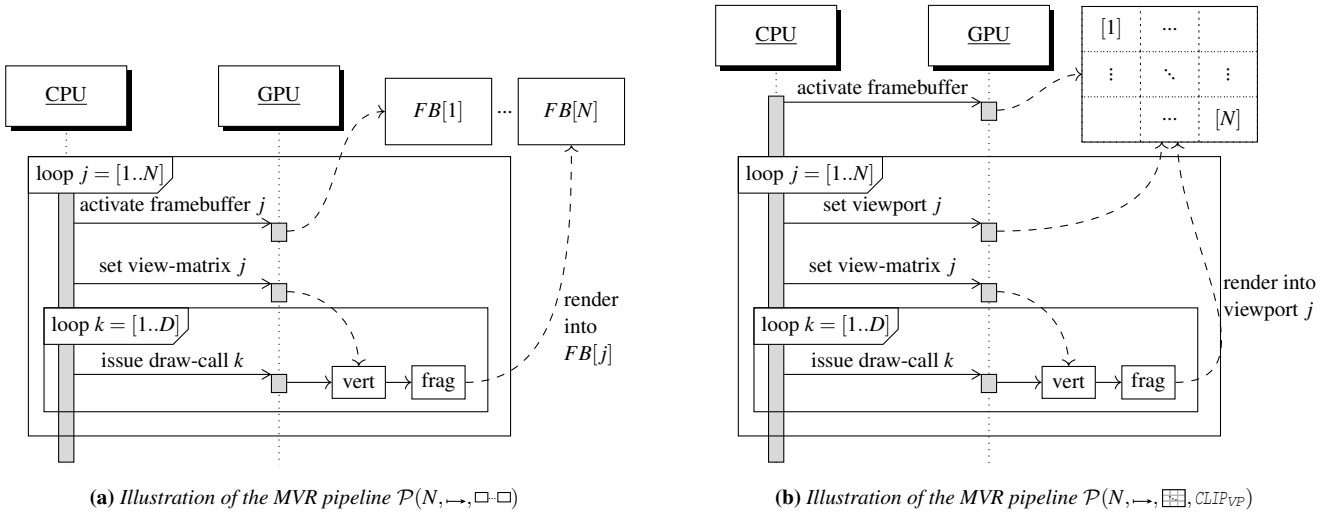 CPU
GPU
FB[1]
...
FB[N]
loop j = [1..N]
activate framebuffer j
set view-matrix j
loop k = [1..D]
issue draw-call k
vert
frag
render
into
FB[j]
(a) Illustration of the MVR pipeline P(N, ↦, □··□)
CPU
GPU
[1]
...
⋮
⋱
⋮
...
[N]
activate framebuffer
loop j = [1..N]
set viewport j
set view-matrix j
loop k = [1..D]
issue draw-call k
vert
frag
render into
viewport j
(b) Illustration of the MVR pipeline P(N, ↦, ⊞, CLIP_VP)